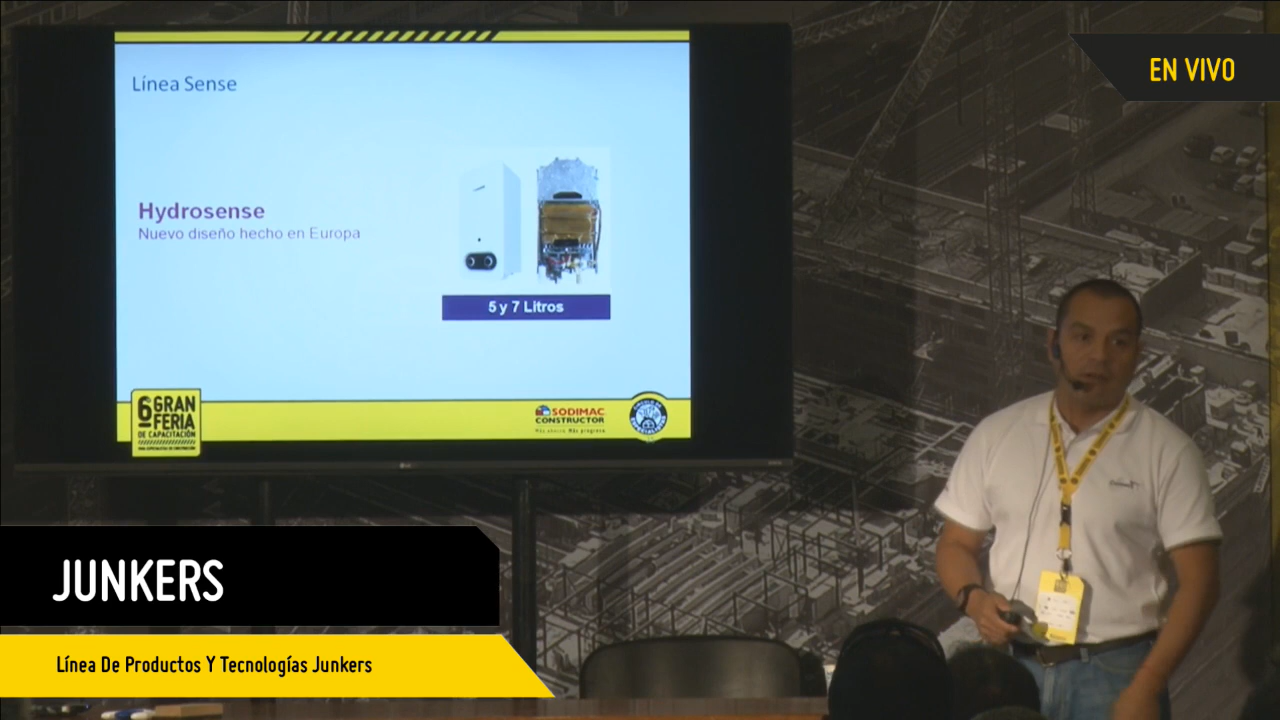 EN VIVO
Línea Sense
Hydrosense
Nuevo diseño hecho en Europa
5 y 7 Litros
6 GRAN
FERIA
DE CAPACITACIÓN
SODIMAC
CONSTRUCTOR
JUNKERS
Línea De Productos Y Tecnologías Junkers